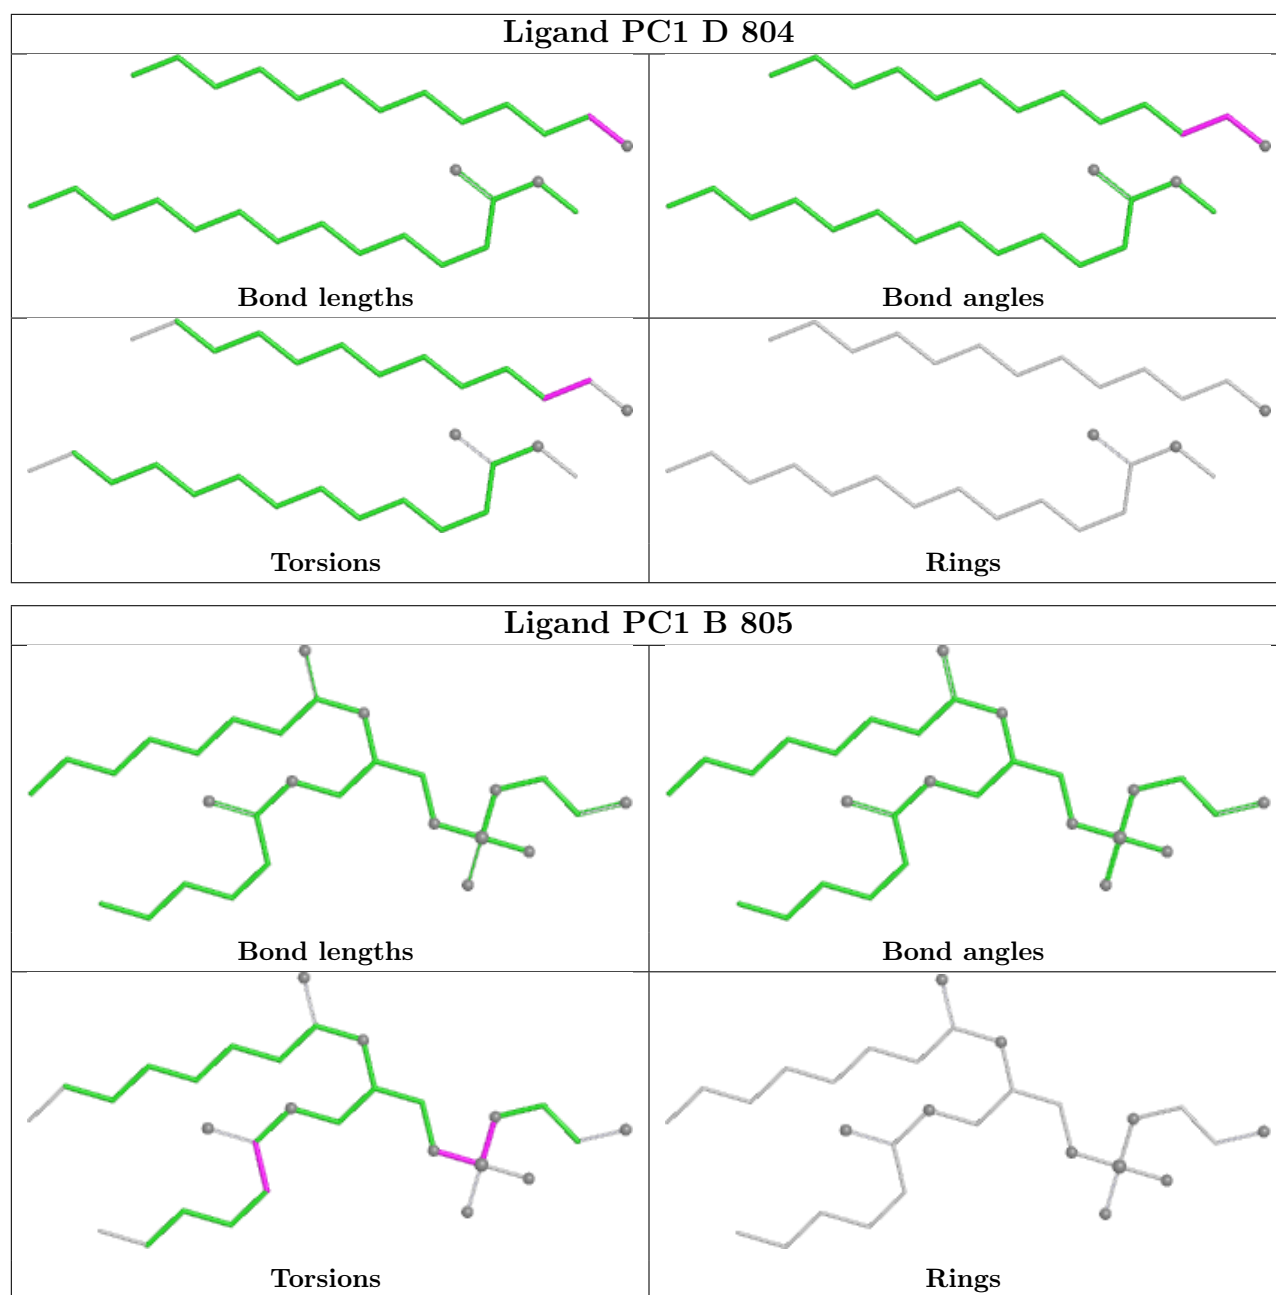 Ligand PC1 D 804
Bond lengths
Bond angles
Torsions
Rings
Ligand PC1 B 805
Bond lengths
Bond angles
Torsions
Rings